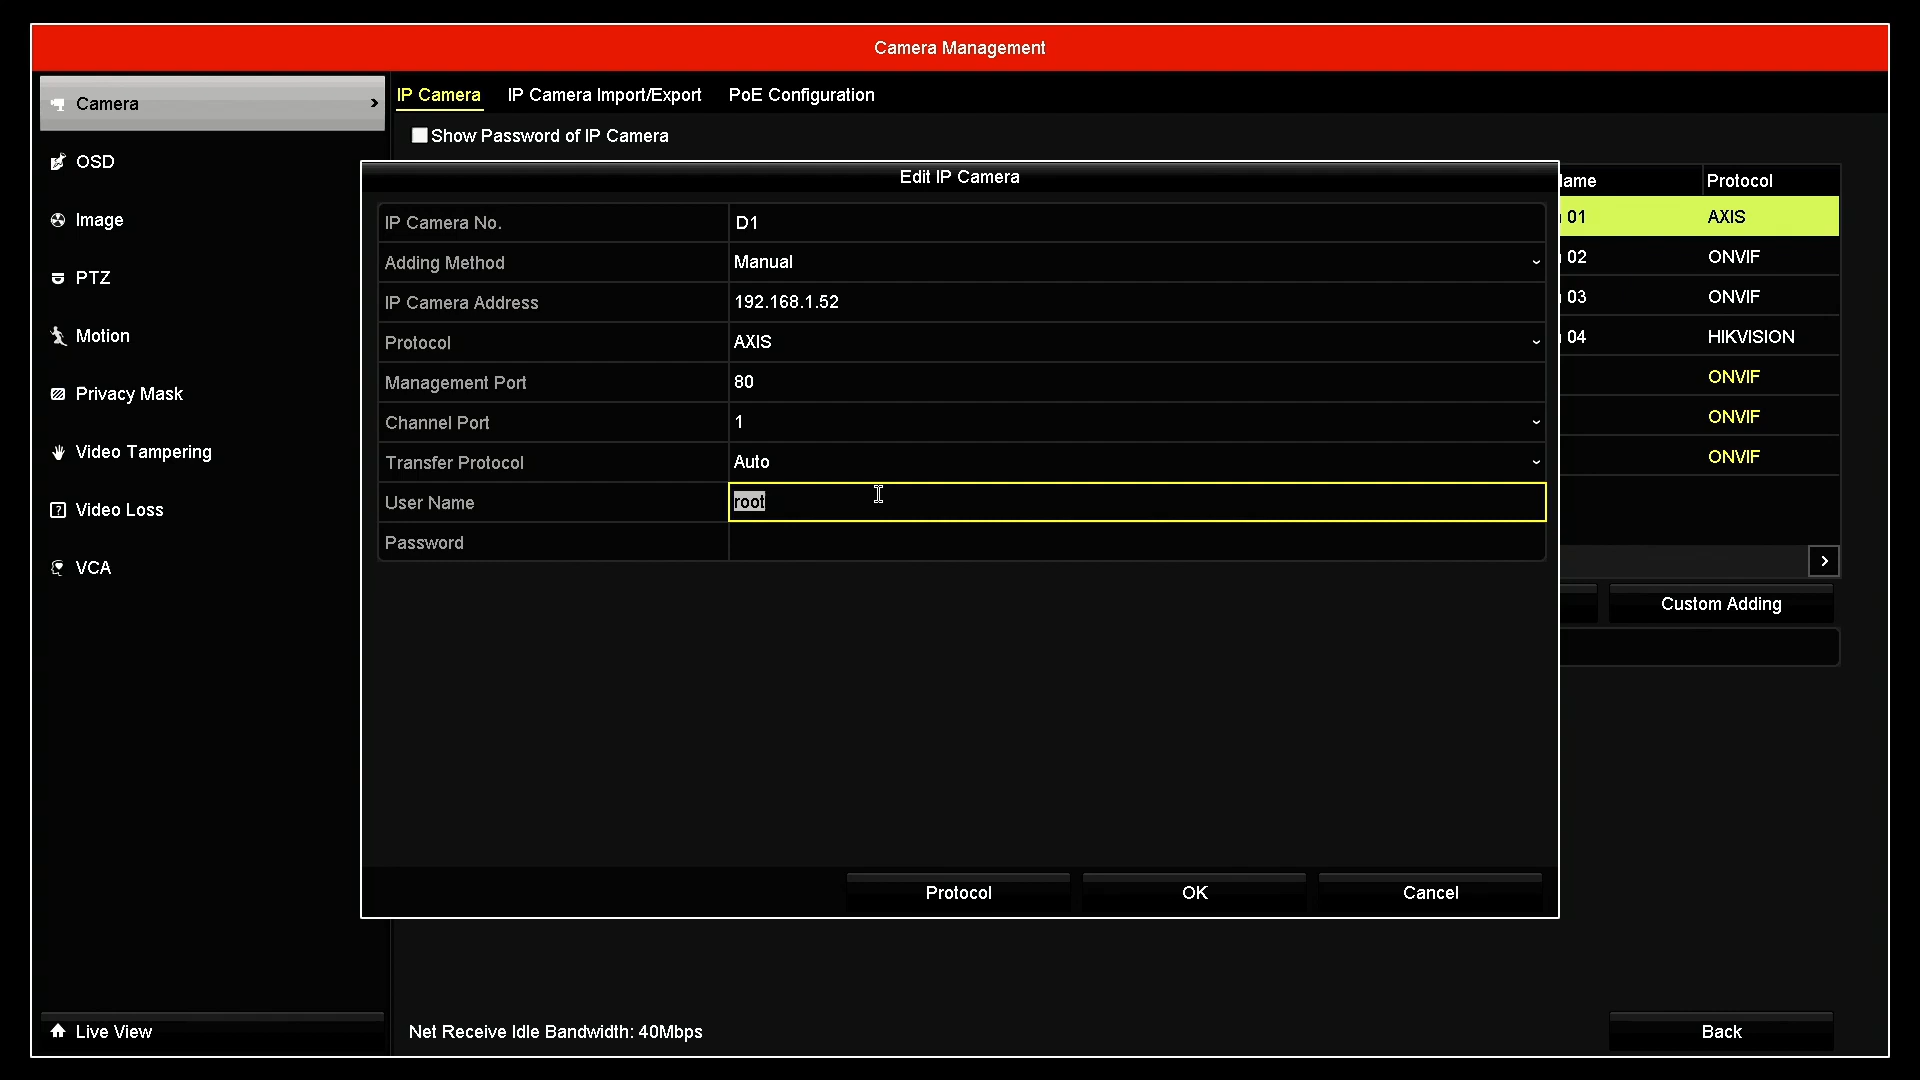 Camera Management
Camera
OSD
Image
PTZ
Motion
Privacy Mask
Video Tampering
Video Loss
VCA
Live View
IP Camera IP Camera Import/Export PoE Configuration
Show Password of IP Camera
Edit IP Camera
IP Camera No. D1
Adding Method Manual
IP Camera Address 192.168.1.52
Protocol AXIS
Management Port 80
Channel Port 1
Transfer Protocol Auto
User Name root
Password
Protocol OK Cancel
Protocol
01 AXIS
02 ONVIF
03 ONVIF
04 HIKVISION
ONVIF
ONVIF
ONVIF
Custom Adding
Net Receive Idle Bandwidth: 40Mbps
Back